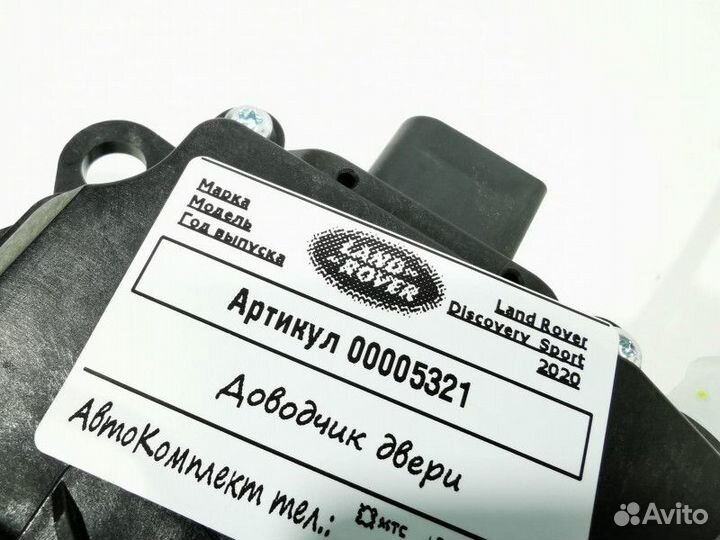 Марка
Модель
Год выпуска
LAND-
-ROVER
Land Rover
Discovery Sport
2020
Артикул 00005321
Доводчик двери
АвтоКомплект тел.: МТС
Avito